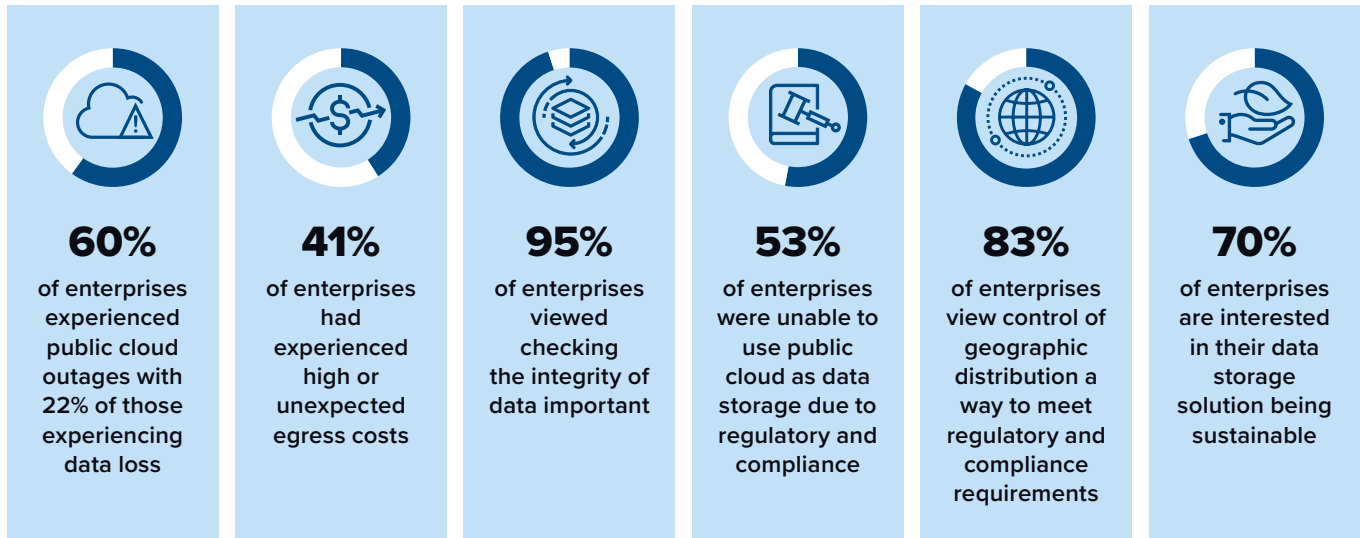 60%
of enterprises
experienced
public cloud
outages with
22% of those
experiencing
data loss
41%
of enterprises
had
experienced
high or
unexpected
egress costs
95%
of enterprises
viewed
checking
the integrity of
data important
53%
of enterprises
were unable to
use public
cloud as data
storage due to
regulatory and
compliance
83%
of enterprises
view control of
geographic
distribution a
way to meet
regulatory and
compliance
requirements
70%
of enterprises
are interested
in their data
storage
solution being
sustainable